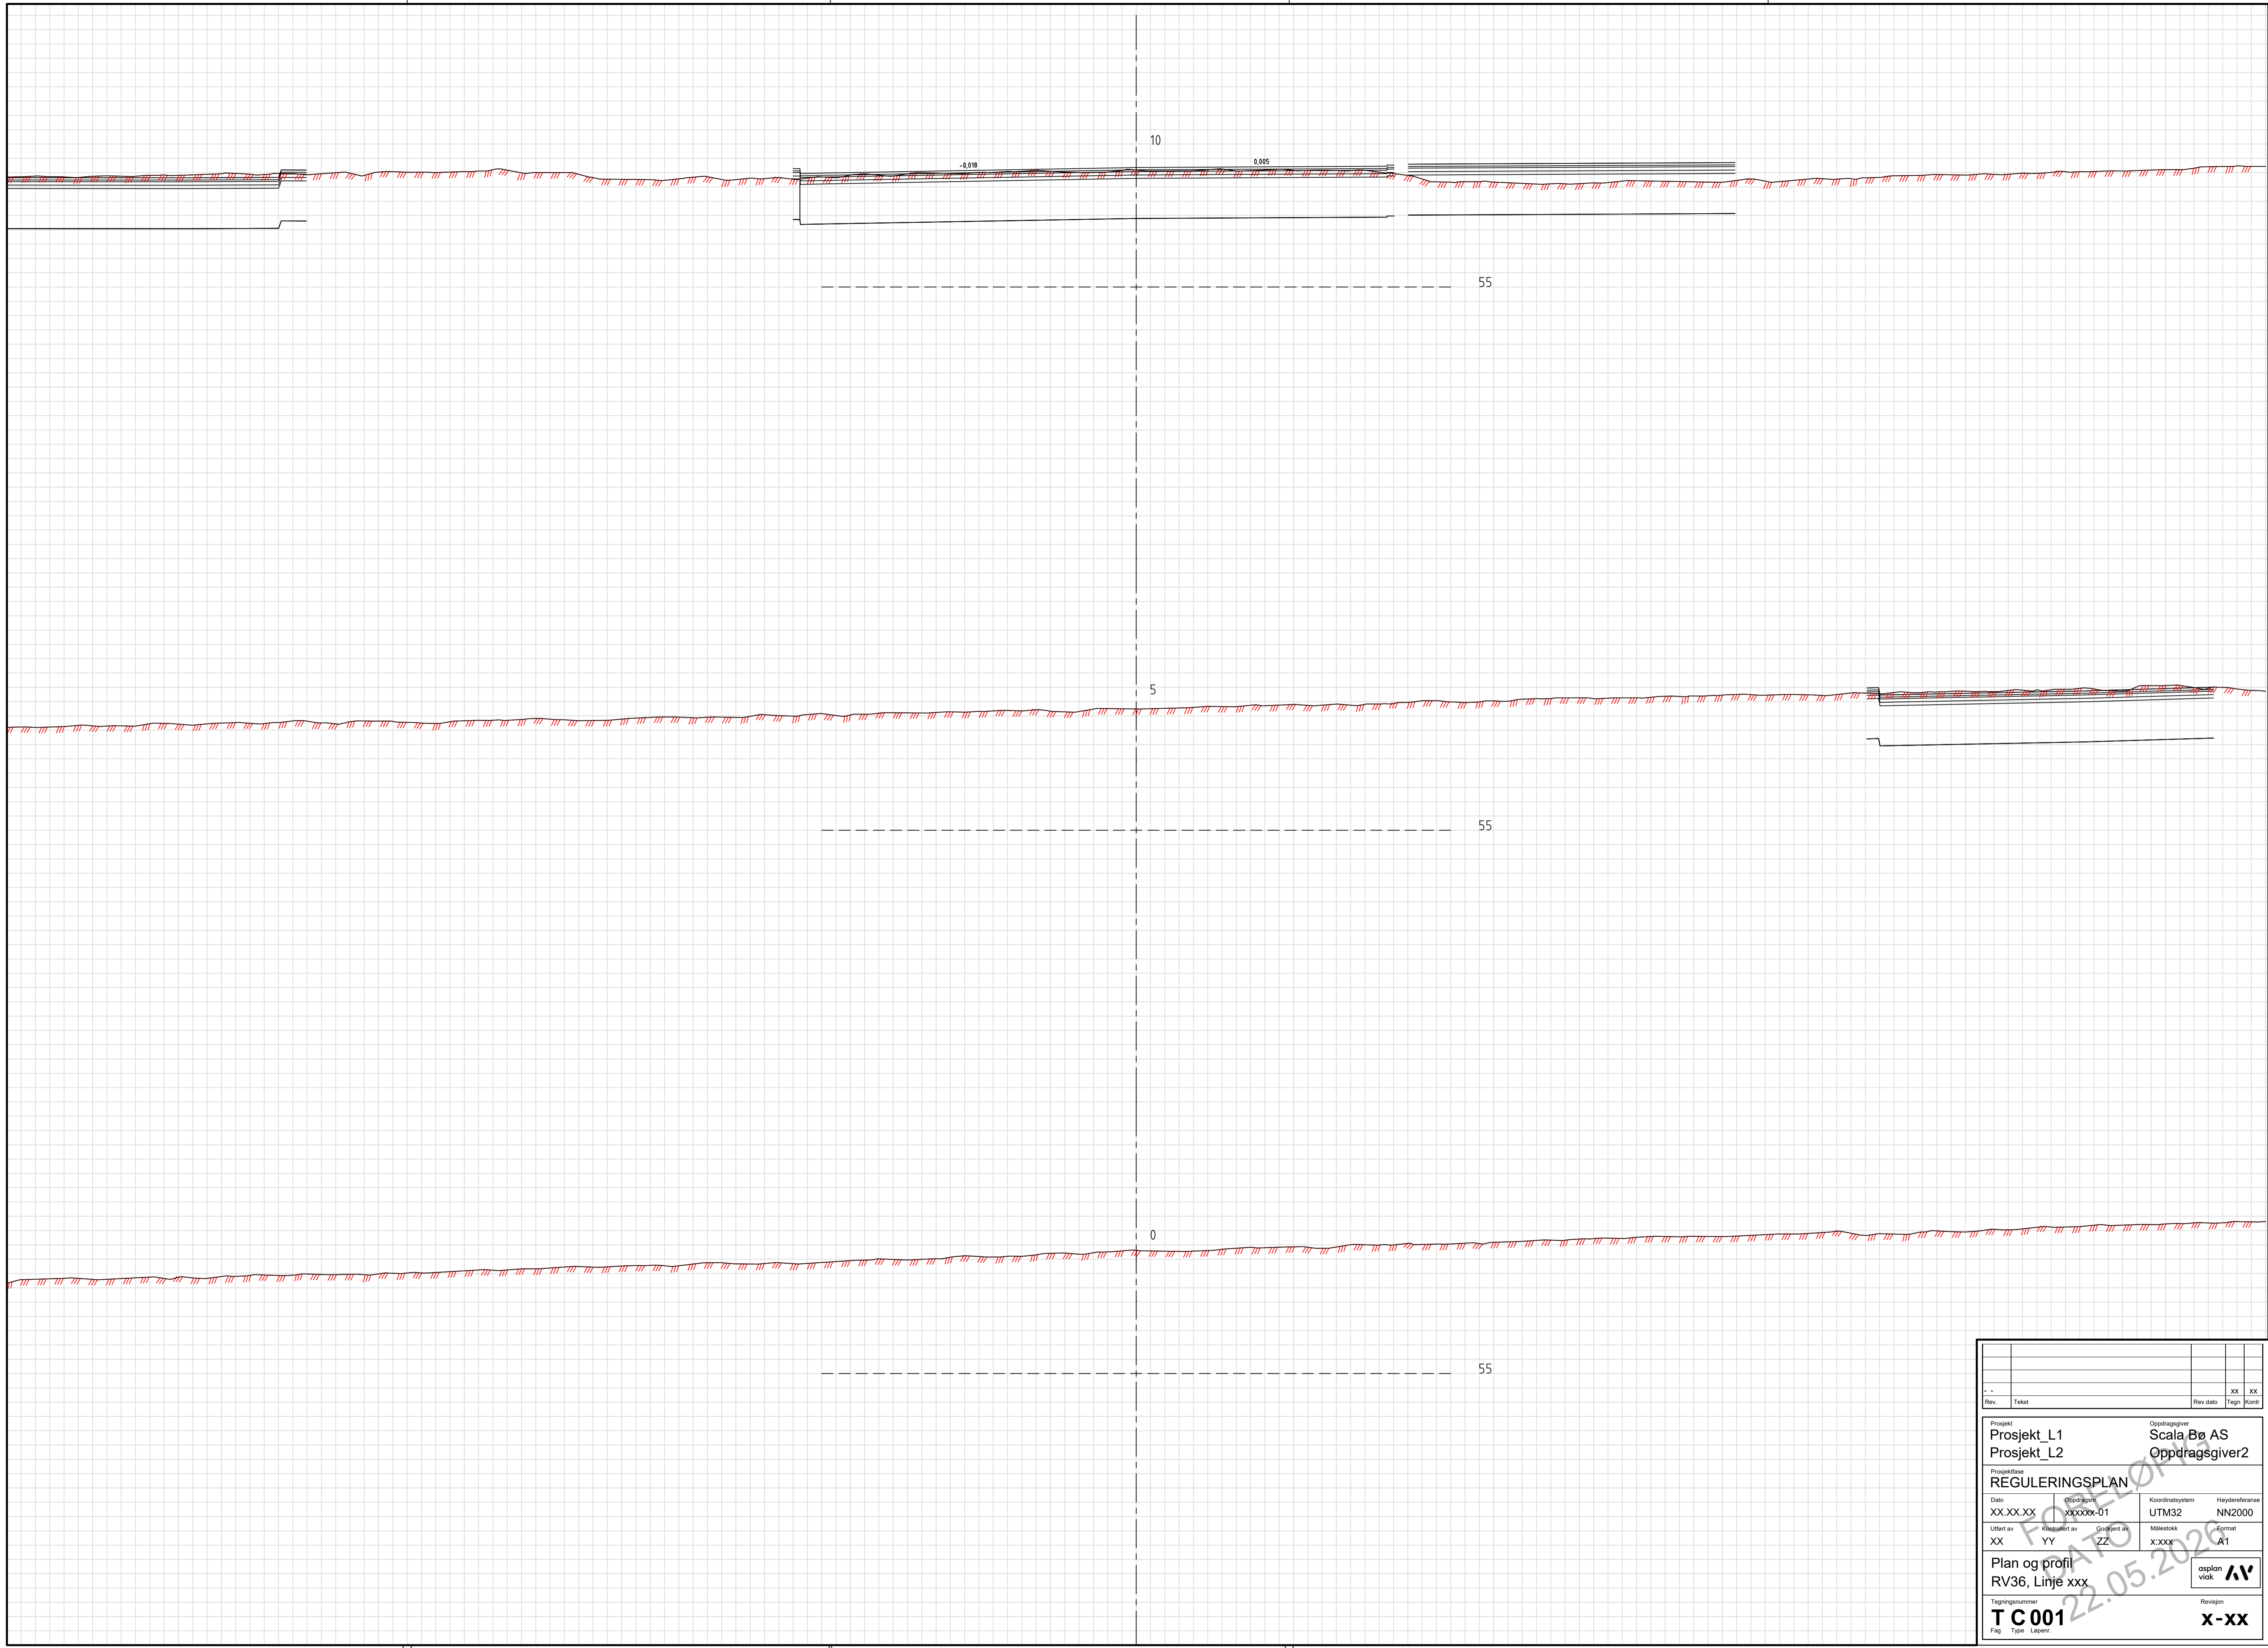 10
-0,018
0,005
55
5
55
0
55
- - xx xx
Rev. Tekst Rev.dato Tegn Kontr
Prosjekt Oppdragsgiver
Prosjekt_L1 Scala Bø AS
Prosjekt_L2 Oppdragsgiver2
Prosjektfase
REGULERINGSPLAN
Dato Oppdragsnr Koordinatsystem Høydereferanse
XX.XX.XX xxxxxx-01 UTM32 NN2000
Utført av Kontrollert av Godkjent av Målestokk Format
XX YY ZZ x:xxx A1
Plan og profil
RV36, Linje xxx
asplan
viak
Tegningsnummer Revisjon
T C 001 x-xx
Fag Type Løpenr.
FORELØPIG
DATO
22.05.2026